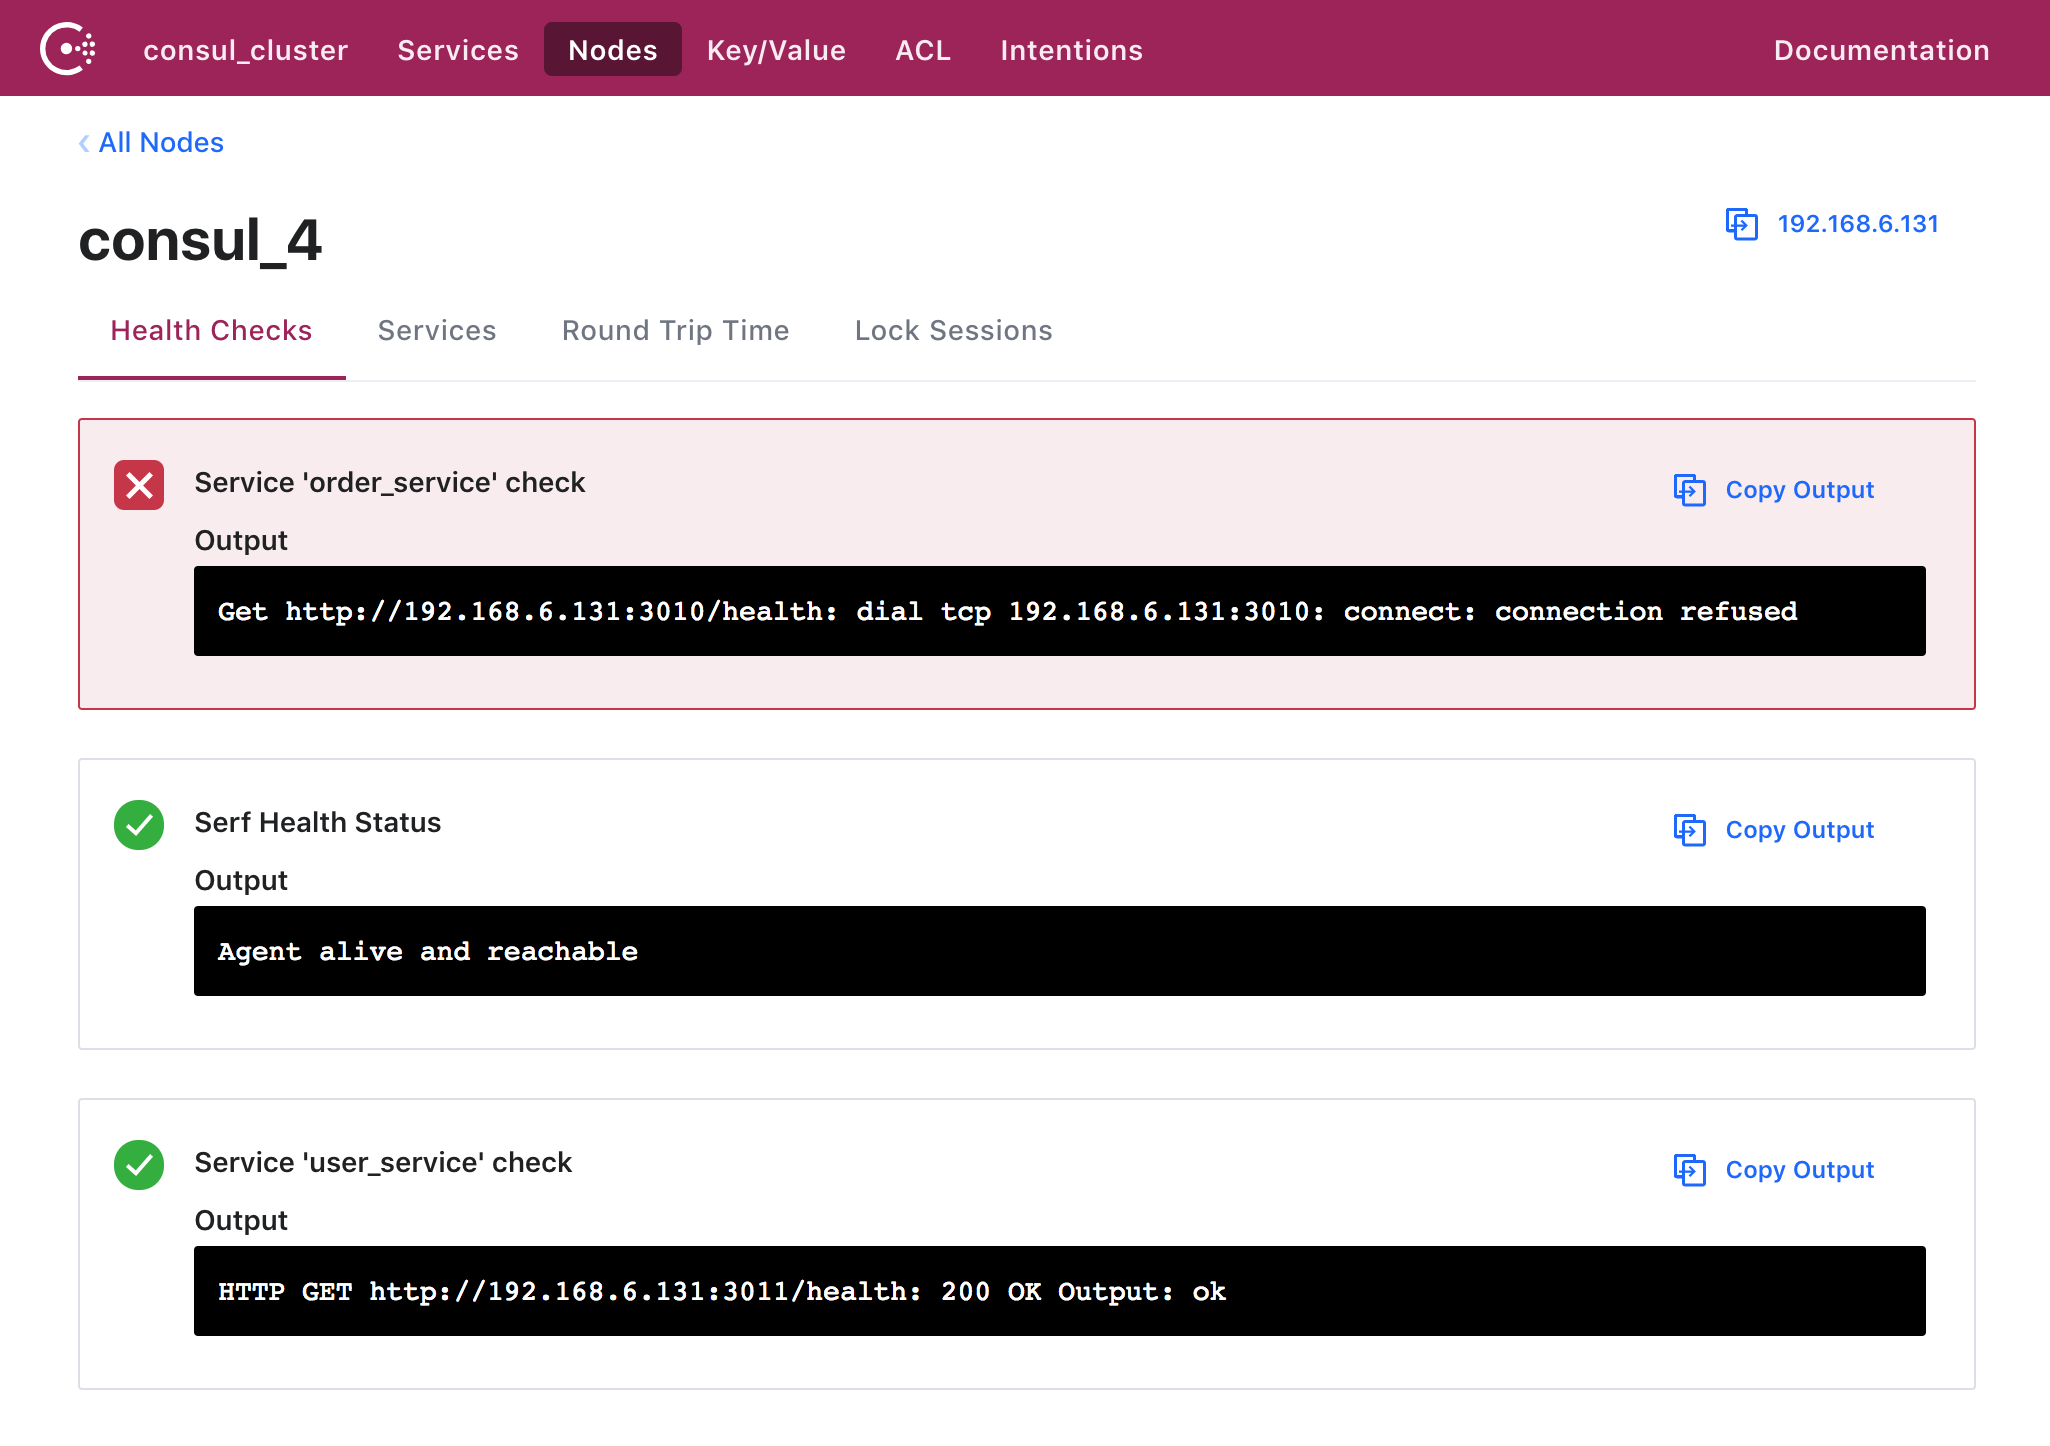 consul_cluster Services Nodes Key/Value ACL Intentions Documentation
All Nodes
consul_4
192.168.6.131
Health Checks Services Round Trip Time Lock Sessions
Service 'order_service' check
Copy Output
Output
Get http://192.168.6.131:3010/health: dial tcp 192.168.6.131:3010: connect: connection refused
Serf Health Status
Copy Output
Output
Agent alive and reachable
Service 'user_service' check
Copy Output
Output
HTTP GET http://192.168.6.131:3011/health: 200 OK Output: ok